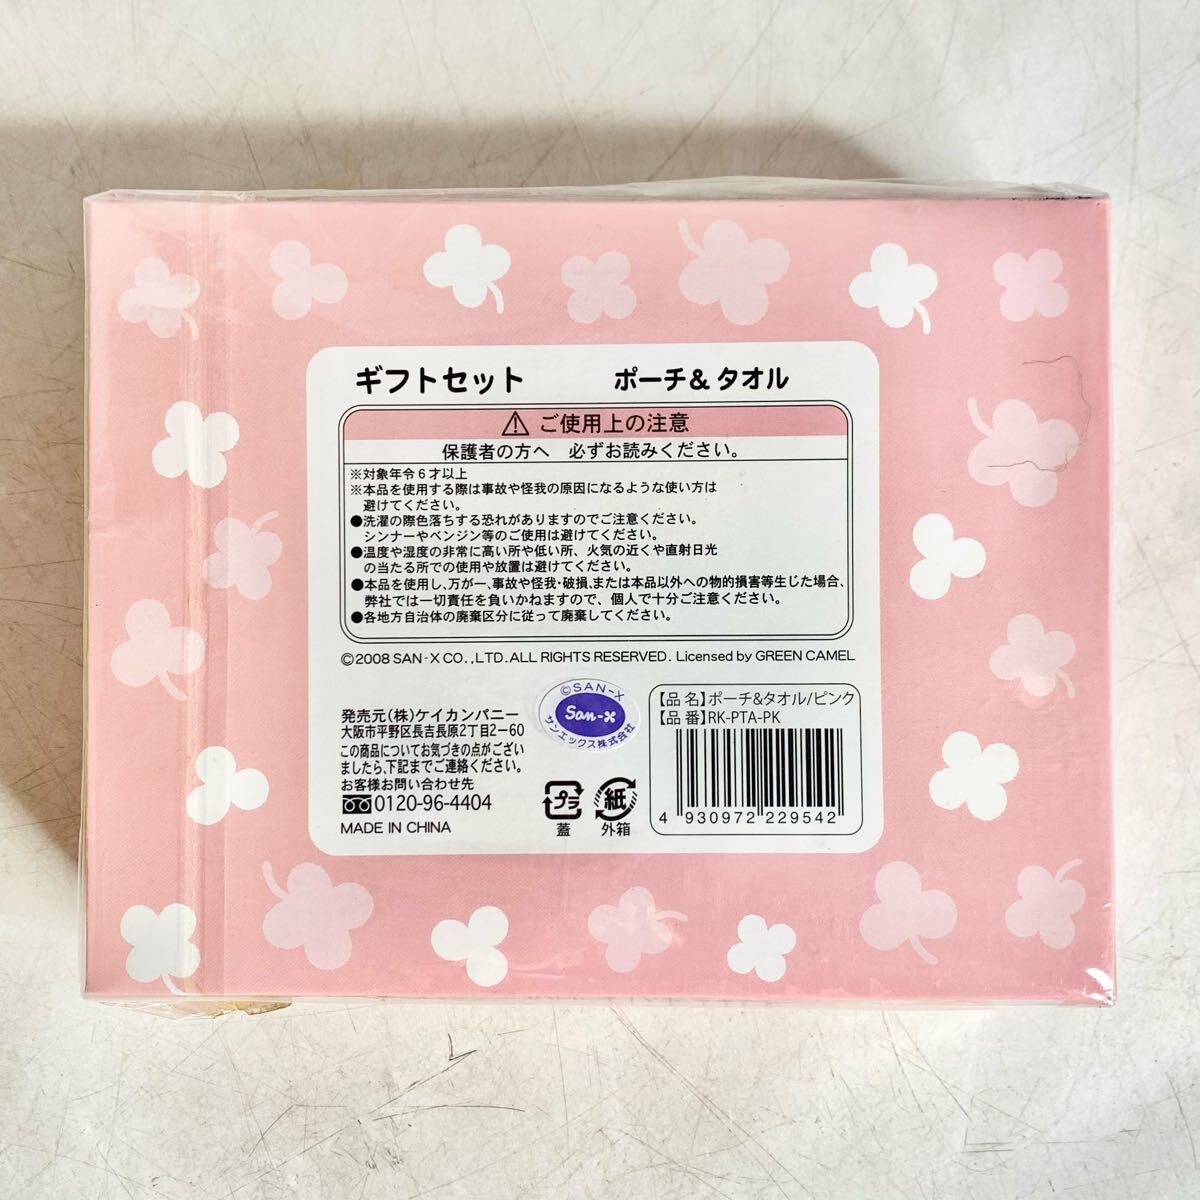 ギフトセット　ポーチ&タオル
⚠ご使用上の注意
保護者の方へ　必ずお読みください。
※対象年令6才以上
※本品を使用する際は事故や怪我の原因になるような使い方は
避けてください。
●洗濯の際色落ちする恐れがありますのでご注意ください。
シンナーやベンジン等のご使用は避けてください。
●温度や湿度の非常に高い所や低い所、火気の近くや直射日光
の当たる所での使用や放置は避けてください。
●本品を使用し、万が一、事故や怪我・破損、または本品以外への物的損害等生じた場合、
弊社では一切責任を負いかねますので、個人で十分ご注意ください。
●各地方自治体の廃棄区分に従って廃棄してください。
©2008 SAN-X CO.,LTD.ALL RIGHTS RESERVED. Licensed by GREEN CAMEL
発売元(株)ケイカンパニー
大阪市平野区長吉長原2丁目2-60
この商品についてお気づきの点がござい
ましたら、下記までご連絡ください。
お客様お問い合わせ先
0120-96-4404
MADE IN CHINA
©SAN-X
San-x
サンエックス株式会社
プラ
蓋
紙
外箱
【品 名】ポーチ&タオル/ピンク
【品 番】RK-PTA-PK
4 930972 229542